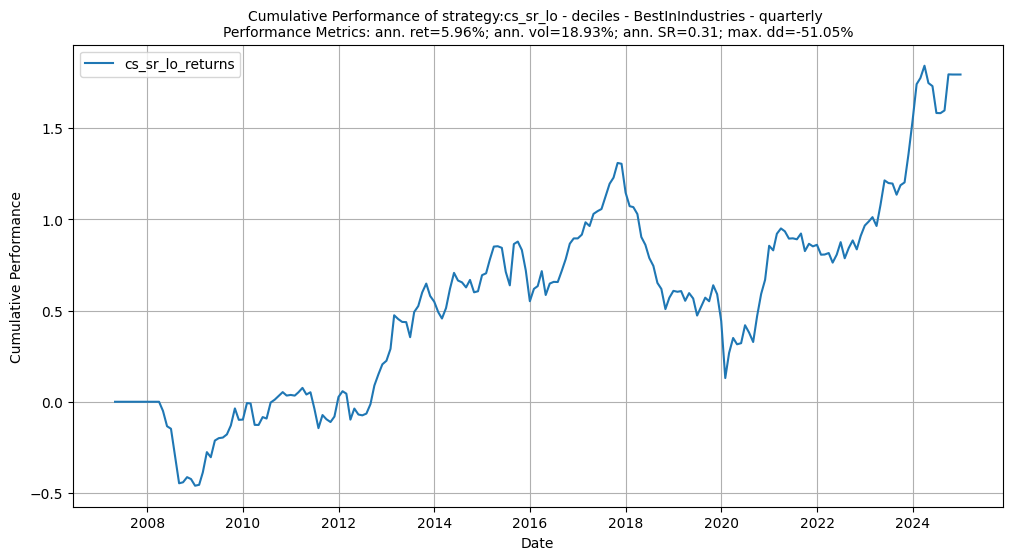 Cumulative Performance of strategy:cs_sr_lo - deciles - BestInIndustries - quarterly
Performance Metrics: ann. ret=5.96%; ann. vol=18.93%; ann. SR=0.31; max. dd=-51.05%
cs_sr_lo_returns
Cumulative Performance
1.5
1.0
0.5
0.0
−0.5
2008 2010 2012 2014 2016 2018 2020 2022 2024
Date